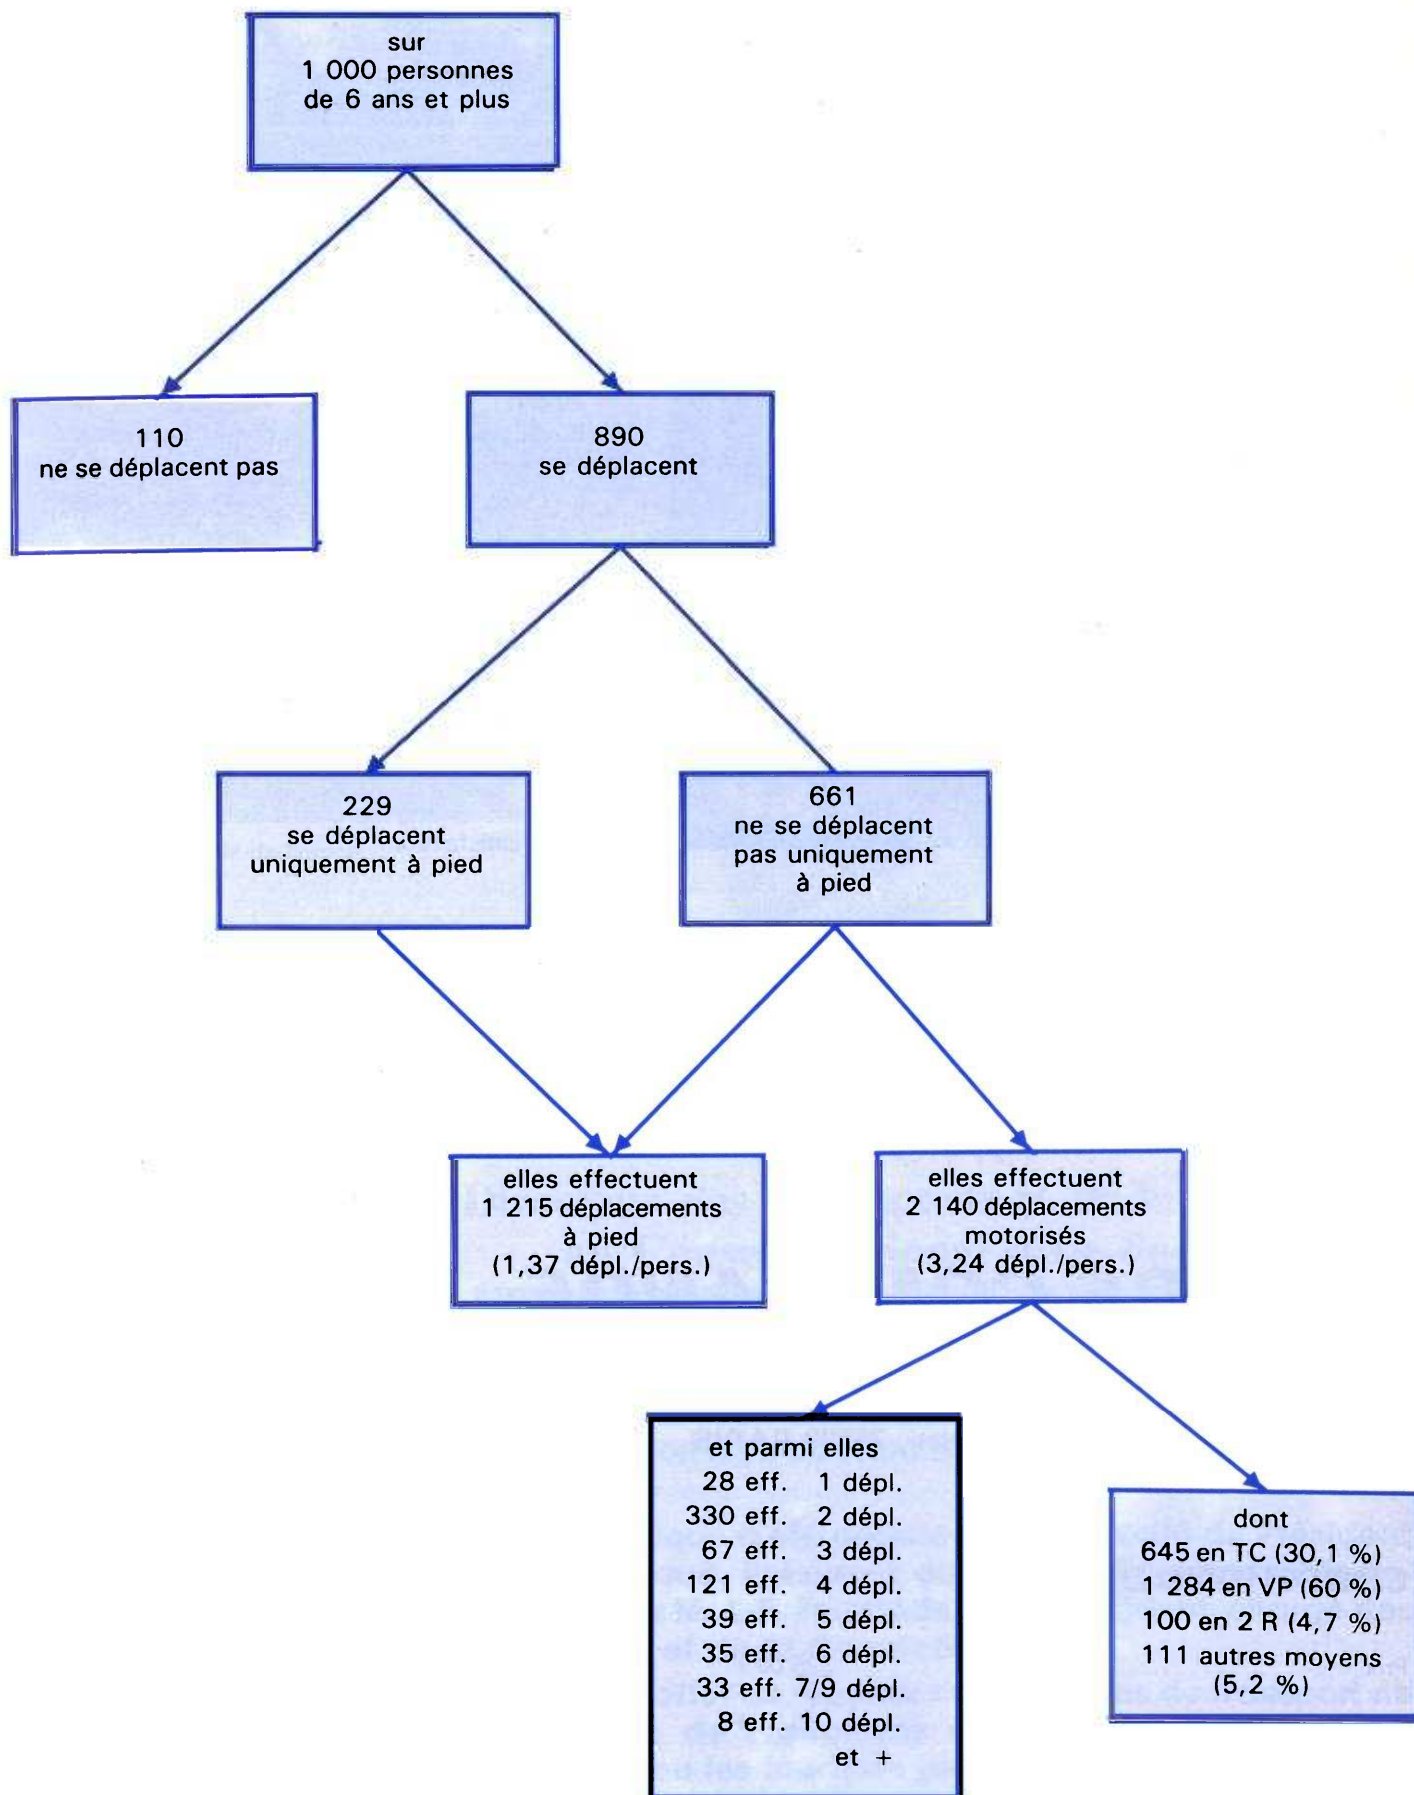 sur
1 000 personnes
de 6 ans et plus
110
ne se déplacent pas
890
se déplacent
229
se déplacent
uniquement à pied
661
ne se déplacent
pas uniquement
à pied
elles effectuent
1 215 déplacements
à pied
(1,37 dépl./pers.)
elles effectuent
2 140 déplacements
motorisés
(3,24 dépl./pers.)
et parmi elles
28 eff. 1 dépl.
330 eff. 2 dépl.
67 eff. 3 dépl.
121 eff. 4 dépl.
39 eff. 5 dépl.
35 eff. 6 dépl.
33 eff. 7/9 dépl.
8 eff. 10 dépl.
et +
dont
645 en TC (30,1 %)
1 284 en VP (60 %)
100 en 2 R (4,7 %)
111 autres moyens
(5,2 %)